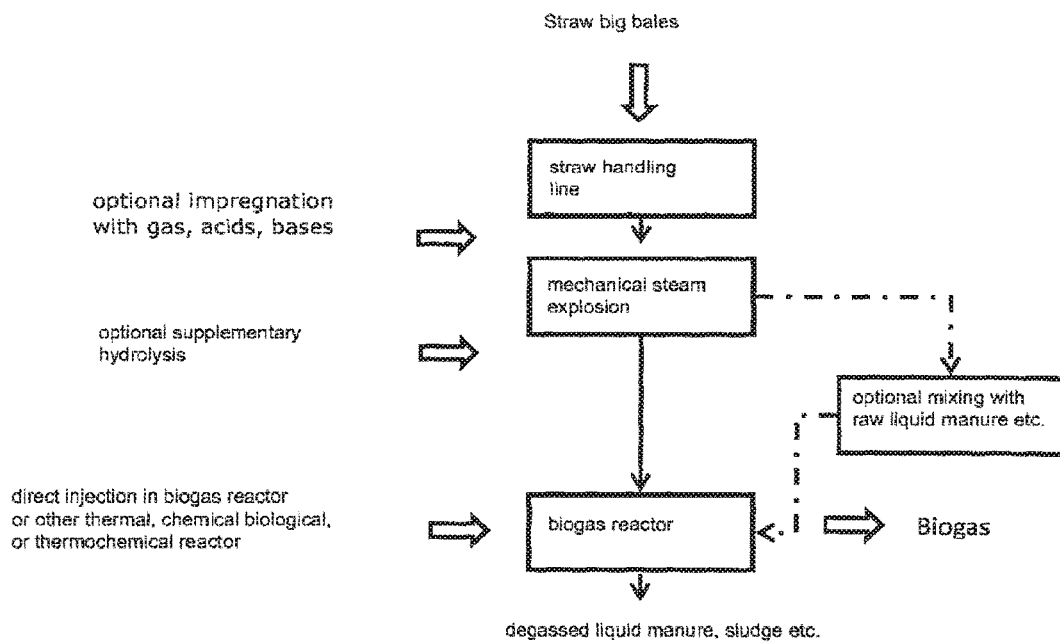 Straw big bales
straw handling
line
optional impregnation
with gas, acids, bases
mechanical steam
explosion
optional supplementary
hydrolysis
optional mixing with
raw liquid manure etc.
direct injection in biogas reactor
or other thermal, chemical biological,
or thermochemical reactor
biogas reactor
Biogas
degassed liquid manure, sludge etc.